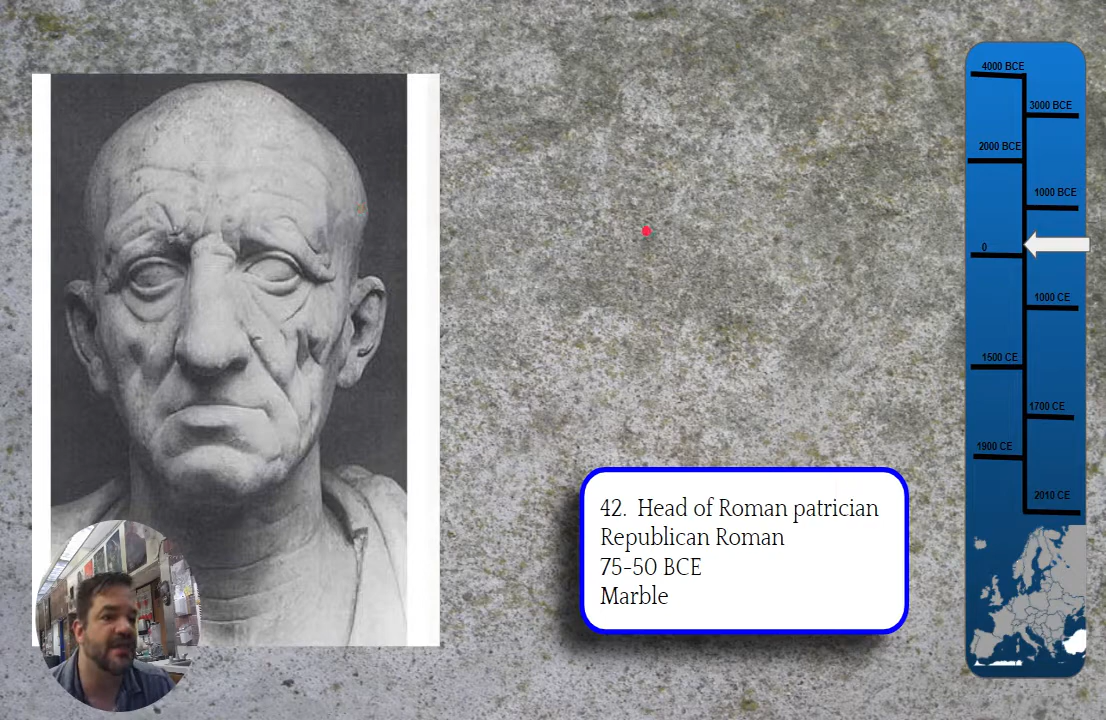 42.  Head of Roman patrician
Republican Roman
75-50 BCE
Marble
4000 BCE
3000 BCE
2000 BCE
1000 BCE
0
1000 CE
1500 CE
1700 CE
1900 CE
2010 CE